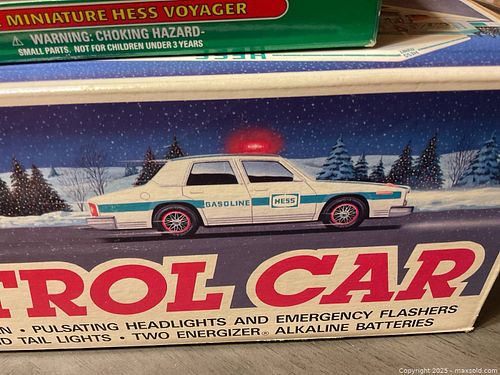 MINIATURE HESS VOYAGER
WARNING: CHOKING HAZARD-
SMALL PARTS. NOT FOR CHILDREN UNDER 3 YEARS
HESS
GASOLINE
HESS
TROL CAR
N • PULSATING HEADLIGHTS AND EMERGENCY FLASHERS
D TAIL LIGHTS • TWO ENERGIZER® ALKALINE BATTERIES
Copyright 2025 - maxsold.com